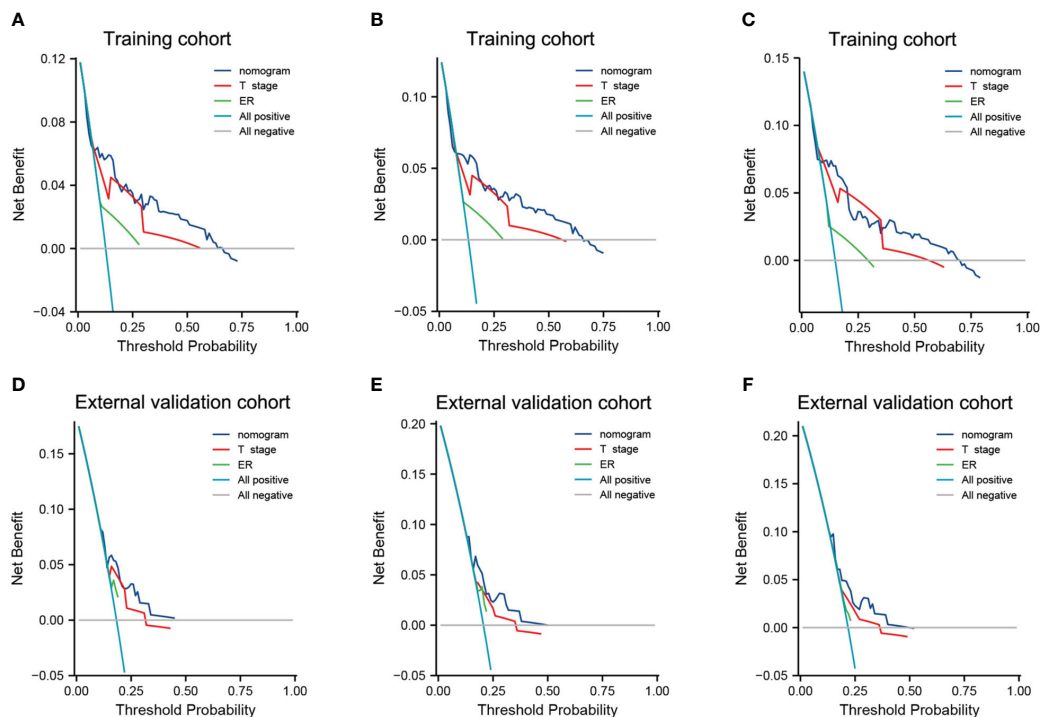 A
Training cohort
0.12
0.08
0.04
0.00
−0.04
Net Benefit
nomogram
T stage
ER
All positive
All negative
0.00 0.25 0.50 0.75 1.00
Threshold Probability
B
Training cohort
0.10
0.05
0.00
−0.05
Net Benefit
nomogram
T stage
ER
All positive
All negative
0.00 0.25 0.50 0.75 1.00
Threshold Probability
C
Training cohort
0.15
0.10
0.05
0.00
Net Benefit
nomogram
T stage
ER
All positive
All negative
0.00 0.25 0.50 0.75 1.00
Threshold Probability
D
External validation cohort
0.15
0.10
0.05
0.00
−0.05
Net Benefit
nomogram
T stage
ER
All positive
All negative
0.00 0.25 0.50 0.75 1.00
Threshold Probability
E
External validation cohort
0.20
0.15
0.10
0.05
0.00
−0.05
Net Benefit
nomogram
T stage
ER
All positive
All negative
0.00 0.25 0.50 0.75 1.00
Threshold Probability
F
External validation cohort
0.20
0.15
0.10
0.05
0.00
−0.05
Net Benefit
nomogram
T stage
ER
All positive
All negative
0.00 0.25 0.50 0.75 1.00
Threshold Probability